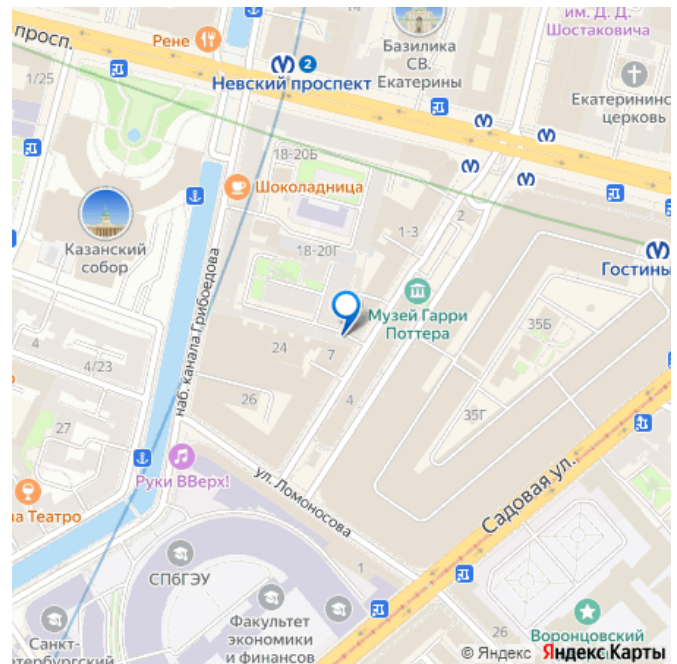 просп.
Рене
им. Д. Д.
Шостаковича
Базилика
СВ.
Екатерины
2
Невский проспект
1/25
Екатерининс
церковь
18-20Б
Шоколадница
2
1-3
18-20Г
Казанский
собор
Гостины
наб. канала Грибоедова
Музей Гарри
Поттера
35Б
4
24
7
4/23
26
4
35Г
27
Руки ВВерх!
ул. Ломоносова
Садовая ул.
на Театро
СПбГЭУ
1
Факультет
экономики
и финансов
26
Воронцовский
Санкт-
етербургский
© Яндекс Яндекс Карты